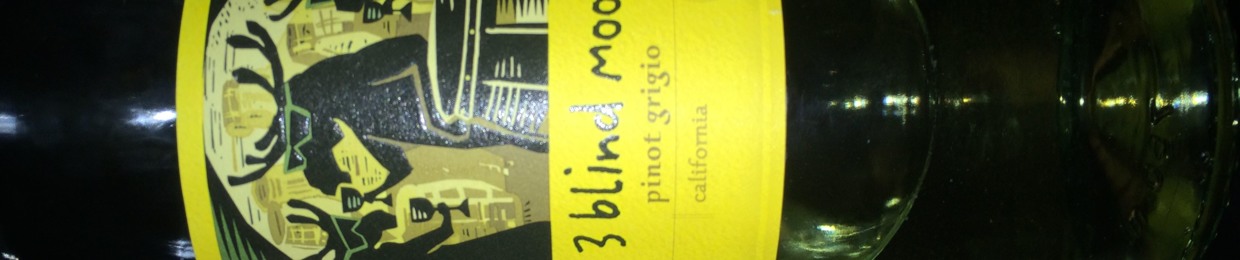 3 blind moo
pinot grigio
california